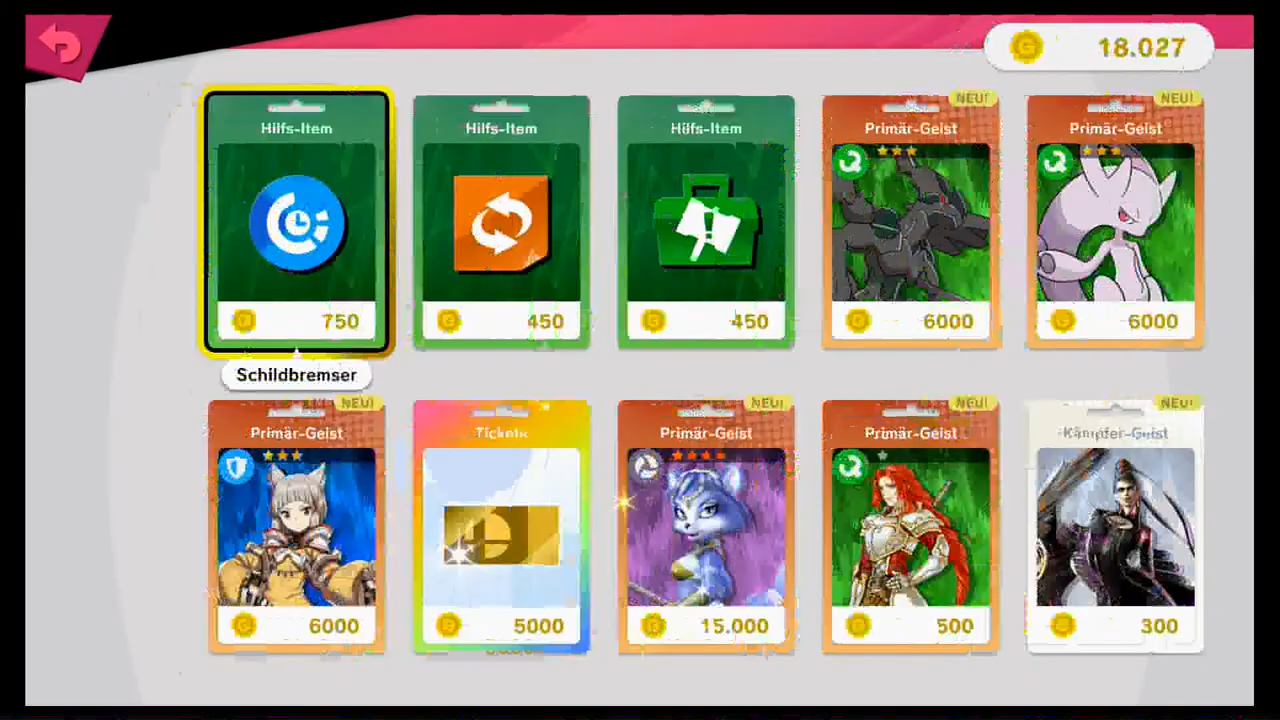 18.027
Hilfs-Item
750
Schildbremser
Hilfs-Item
450
Hilfs-Item
450
NEU!
Primär-Geist
6000
NEU!
Primär-Geist
6000
NEU!
Primär-Geist
6000
Tickets
5000
NEU!
Primär-Geist
15.000
NEU!
Primär-Geist
500
NEU!
Kämpfer-Geist
300